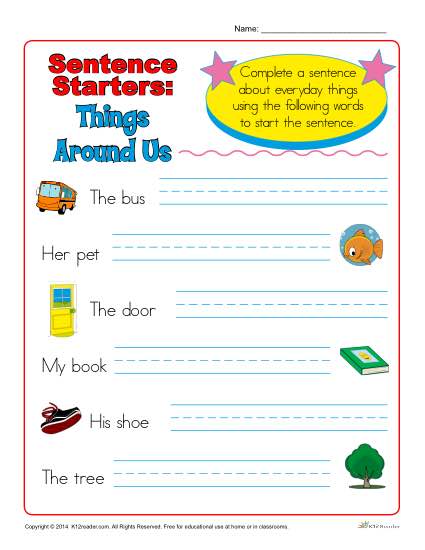 Name: ___________________________
Sentence
Starters:
Things
Around Us
Complete a sentence
about everyday things
using the following words
to start the sentence.
The bus
Her pet
The door
My book
His shoe
The tree
Copyright © 2014 K12reader.com. All Rights Reserved. Free for educational use at home or in classrooms.
K12Reader